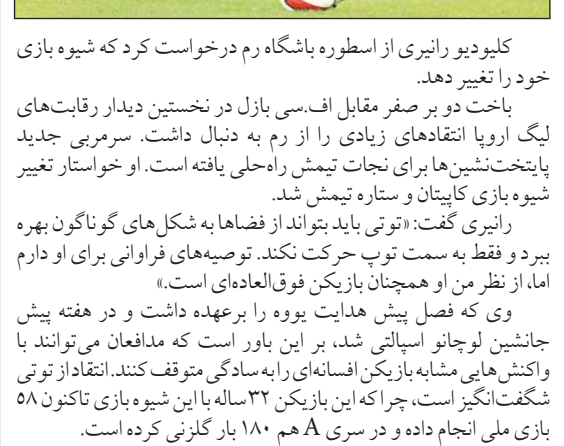 کلیودیو رانیری از اسطوره باشگاه رم درخواست کرد که شیوه بازی
خود را تغییر دهد.
باخت دو بر صفر مقابل اف.سی بازل در نخستین دیدار رقابت‌های
لیگ اروپا انتقادهای زیادی را از رم به دنبال داشت. سرمربی جدید
پایتخت‌نشین‌ها برای نجات تیمش راه‌حلی یافته است. او خواستار تغییر
شیوه بازی کاپیتان و ستاره تیمش شد.
رانیری گفت: «توتی باید بتواند از فضاها به شکل‌های گوناگون بهره
ببرد و فقط به سمت توپ حرکت نکند. توصیه‌های فراوانی برای او دارم
اما، از نظر من او همچنان بازیکن فوق‌العاده‌ای است.»
وی که فصل پیش هدایت یووه را برعهده داشت و در هفته پیش
جانشین لوچانو اسپالتی شد، بر این باور است که مدافعان می‌توانند با
واکنش‌هایی مشابه بازیکن افسانه‌ای را به سادگی متوقف کنند. انتقاد از توتی
شگفت‌انگیز است، چرا که این بازیکن ۳۲ ساله با این شیوه بازی تاکنون ۵۸
بازی ملی انجام داده و در سری A هم ۱۸۰ بار گلزنی کرده است.